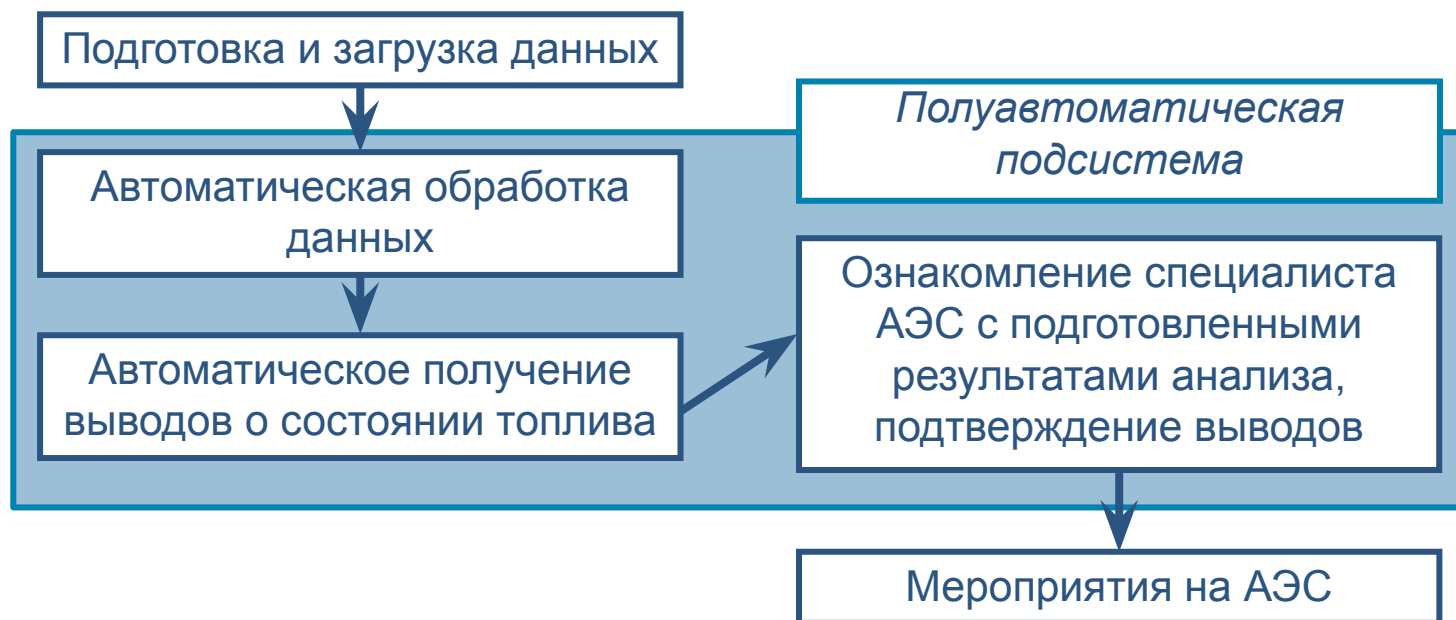 Подготовка и загрузка данных
Полуавтоматическая
подсистема
Автоматическая обработка
данных
Автоматическое получение
выводов о состоянии топлива
Ознакомление специалиста
АЭС с подготовленными
результатами анализа,
подтверждение выводов
Мероприятия на АЭС